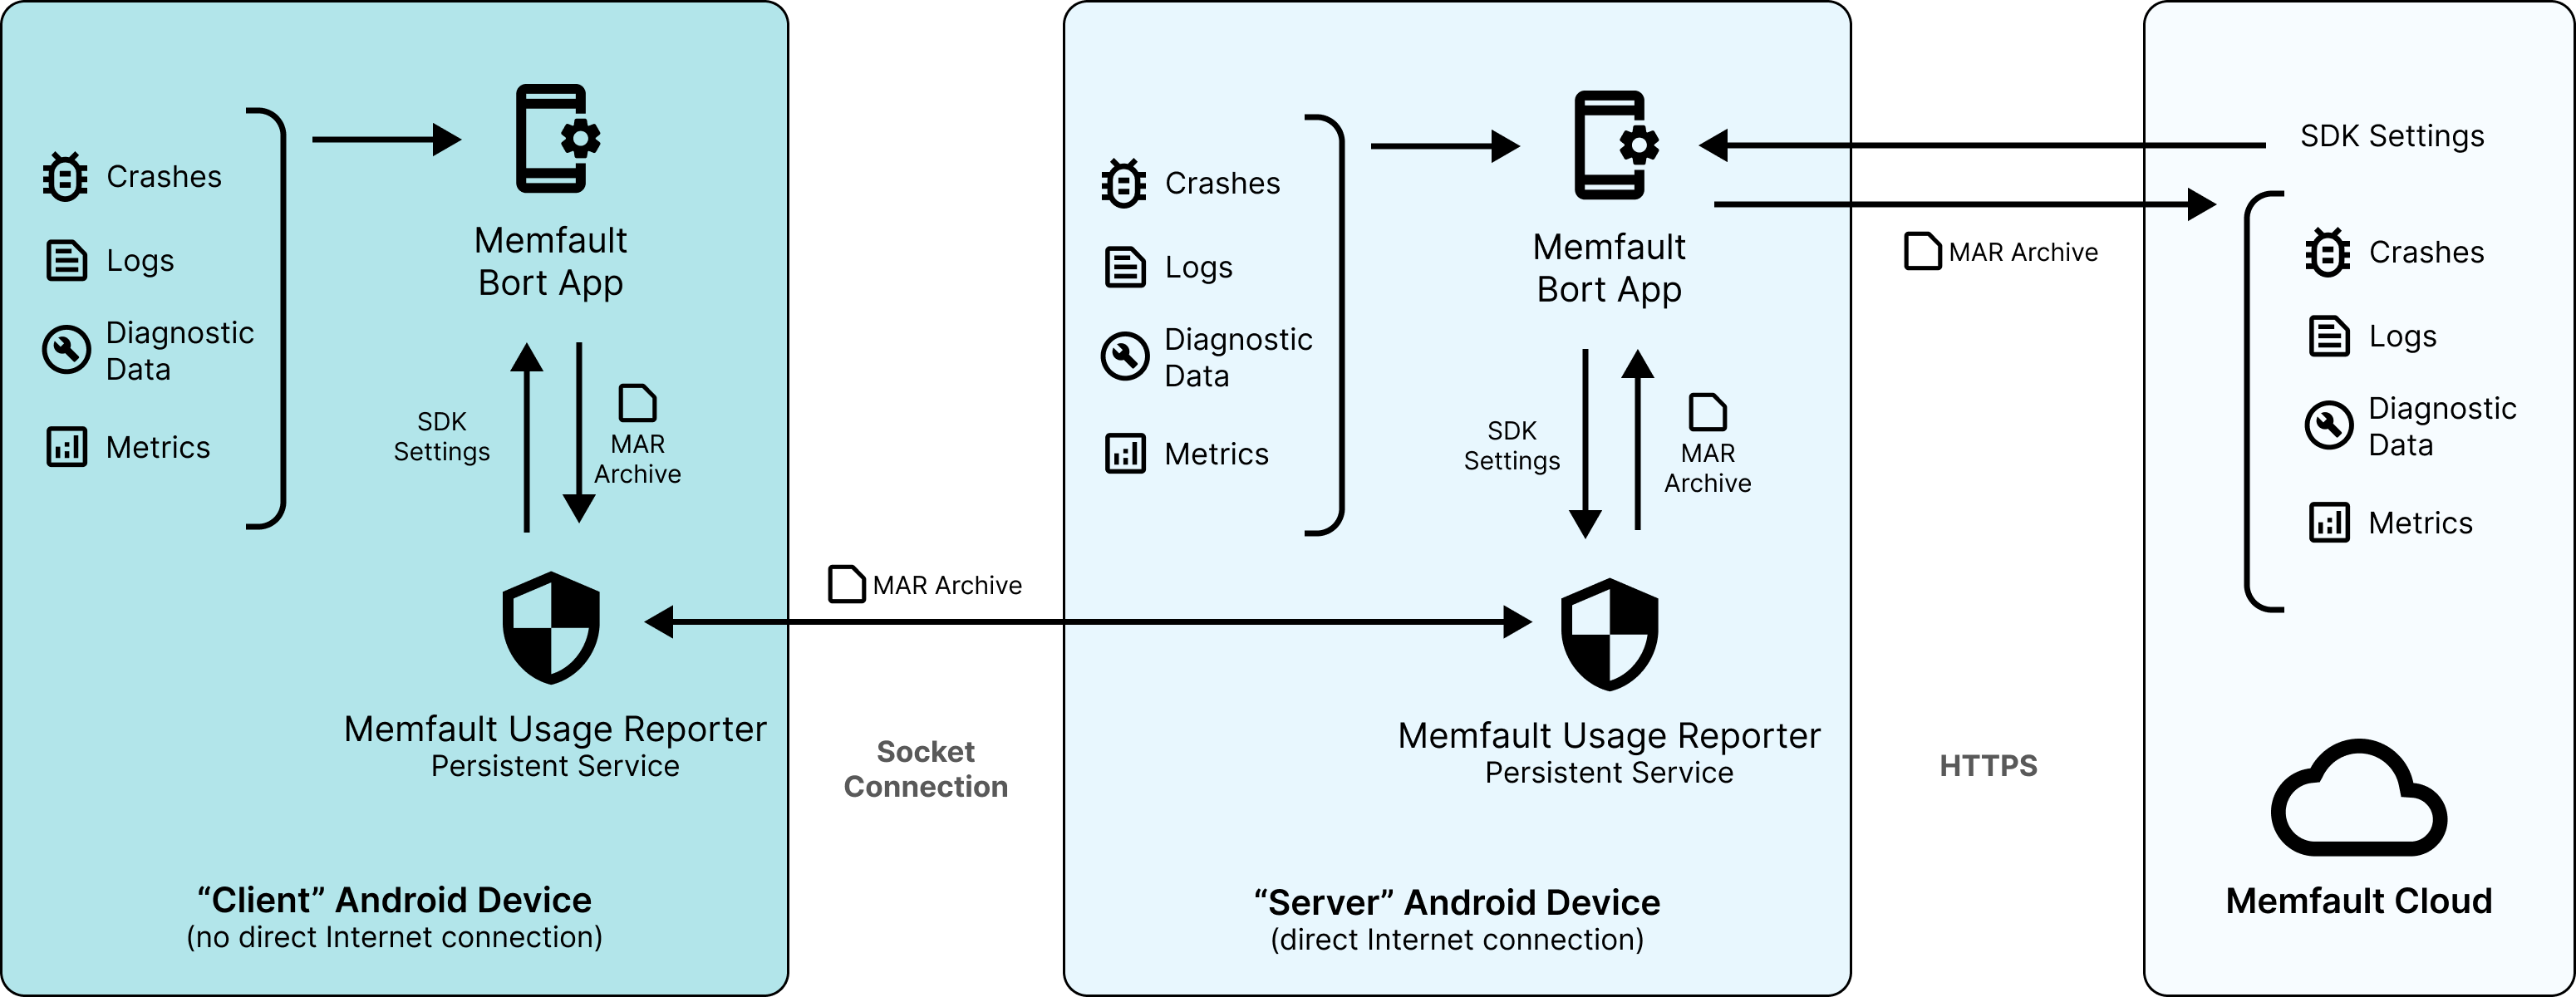 Crashes
Logs
Diagnostic
Data
Metrics
Memfault
Bort App
SDK
Settings
MAR
Archive
Memfault Usage Reporter
Persistent Service
“Client” Android Device
(no direct Internet connection)
MAR Archive
Socket
Connection
Crashes
Logs
Diagnostic
Data
Metrics
Memfault
Bort App
SDK
Settings
MAR
Archive
Memfault Usage Reporter
Persistent Service
“Server” Android Device
(direct Internet connection)
MAR Archive
HTTPS
SDK Settings
Crashes
Logs
Diagnostic
Data
Metrics
Memfault Cloud